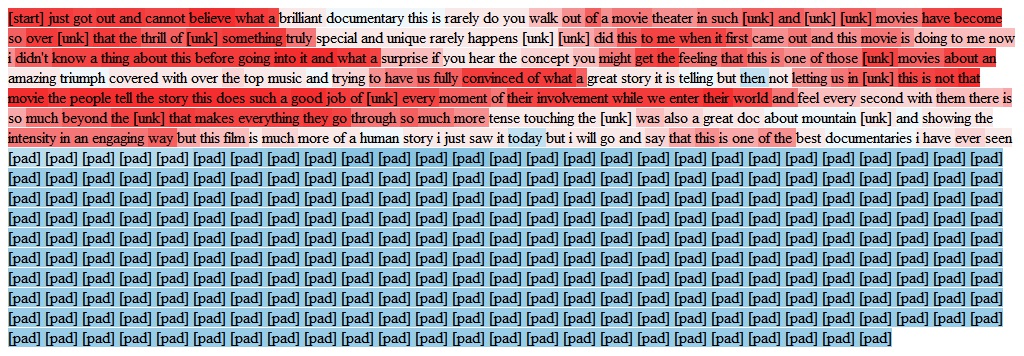 [start] just got out and cannot believe what a brilliant documentary this is rarely do you walk out of a movie theater in such [unk] and [unk] [unk] movies have become
so over [unk] that the thrill of [unk] something truly special and unique rarely happens [unk] [unk] did this to me when it first came out and this movie is doing to me now
i didn't know a thing about this before going into it and what a surprise if you hear the concept you might get the feeling that this is one of those [unk] movies about an
amazing triumph covered with over the top music and trying to have us fully convinced of what a great story it is telling but then not letting us in [unk] this is not that
movie the people tell the story this does such a good job of [unk] every moment of their involvement while we enter their world and feel every second with them there is
so much beyond the [unk] that makes everything they go through so much more tense touching the [unk] was also a great doc about mountain [unk] and showing the
intensity in an engaging way but this film is much more of a human story i just saw it today but i will go and say that this is one of the best documentaries i have ever seen
[pad] [pad] [pad] [pad] [pad] [pad] [pad] [pad] [pad] [pad] [pad] [pad] [pad] [pad] [pad] [pad] [pad] [pad] [pad] [pad] [pad] [pad] [pad] [pad] [pad] [pad] [pad]
[pad] [pad] [pad] [pad] [pad] [pad] [pad] [pad] [pad] [pad] [pad] [pad] [pad] [pad] [pad] [pad] [pad] [pad] [pad] [pad] [pad] [pad] [pad] [pad] [pad] [pad] [pad]
[pad] [pad] [pad] [pad] [pad] [pad] [pad] [pad] [pad] [pad] [pad] [pad] [pad] [pad] [pad] [pad] [pad] [pad] [pad] [pad] [pad] [pad] [pad] [pad] [pad] [pad] [pad]
[pad] [pad] [pad] [pad] [pad] [pad] [pad] [pad] [pad] [pad] [pad] [pad] [pad] [pad] [pad] [pad] [pad] [pad] [pad] [pad] [pad] [pad] [pad] [pad] [pad] [pad] [pad]
[pad] [pad] [pad] [pad] [pad] [pad] [pad] [pad] [pad] [pad] [pad] [pad] [pad] [pad] [pad] [pad] [pad] [pad] [pad] [pad] [pad] [pad] [pad] [pad] [pad] [pad] [pad]
[pad] [pad] [pad] [pad] [pad] [pad] [pad] [pad] [pad] [pad] [pad] [pad] [pad] [pad] [pad] [pad] [pad] [pad] [pad] [pad] [pad] [pad] [pad] [pad] [pad] [pad] [pad]
[pad] [pad] [pad] [pad] [pad] [pad] [pad] [pad] [pad] [pad] [pad] [pad] [pad] [pad] [pad] [pad] [pad] [pad] [pad] [pad] [pad] [pad] [pad] [pad] [pad] [pad] [pad]
[pad] [pad] [pad] [pad] [pad] [pad] [pad] [pad] [pad] [pad] [pad] [pad] [pad] [pad] [pad] [pad] [pad] [pad] [pad] [pad] [pad] [pad] [pad] [pad] [pad] [pad] [pad]
[pad] [pad] [pad] [pad] [pad] [pad] [pad] [pad] [pad] [pad] [pad] [pad] [pad] [pad] [pad] [pad] [pad] [pad] [pad] [pad] [pad] [pad] [pad] [pad] [pad] [pad] [pad]
[pad] [pad] [pad] [pad] [pad] [pad] [pad] [pad] [pad] [pad] [pad] [pad] [pad] [pad] [pad] [pad] [pad] [pad] [pad] [pad] [pad] [pad] [pad] [pad]